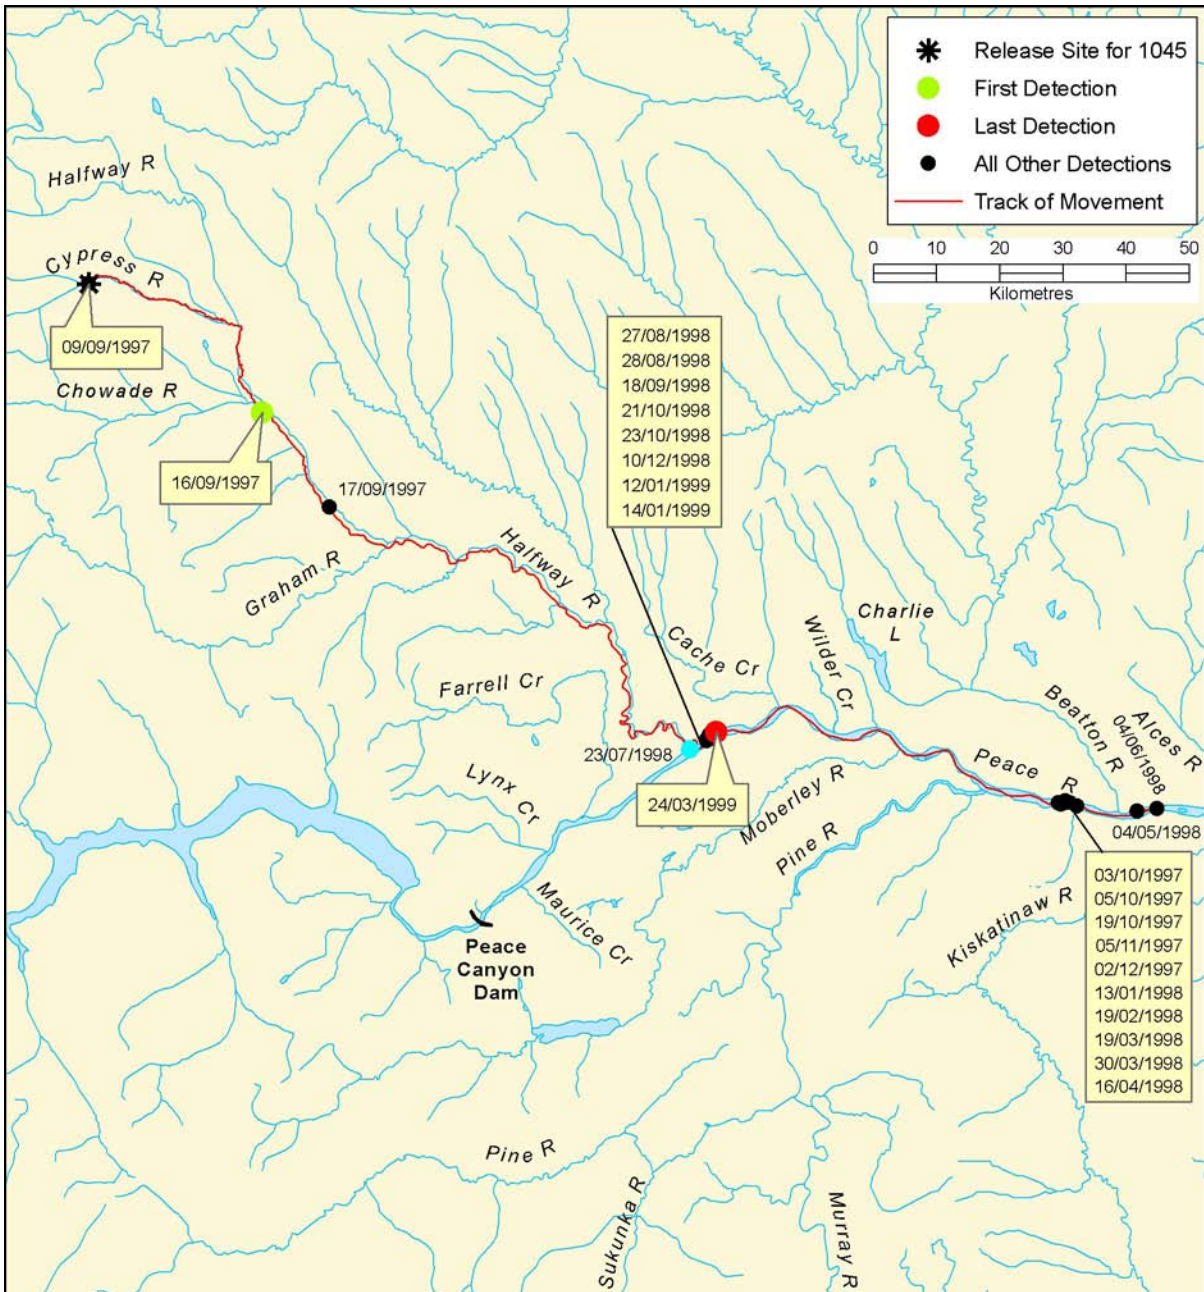 Release Site for 1045
First Detection
Last Detection
All Other Detections
Track of Movement
0 10 20 30 40 50
Kilometres
Halfway R
Cypress R
09/09/1997
Chowade R
16/09/1997
17/09/1997
Graham R
Halfway R
27/08/1998
28/08/1998
18/09/1998
21/10/1998
23/10/1998
10/12/1998
12/01/1999
14/01/1999
Cache Cr
Wilder Cr
Charlie
L
Farrell Cr
Beatton R
04/06/1998
Alces R
23/07/1998
Peace R
Lynx Cr
24/03/1999
Moberley R
Pine R
04/05/1998
Maurice Cr
Kiskatinaw R
03/10/1997
05/10/1997
19/10/1997
05/11/1997
02/12/1997
13/01/1998
19/02/1998
19/03/1998
30/03/1998
16/04/1998
Peace
Canyon
Dam
Pine R
Sukunka R
Murray R